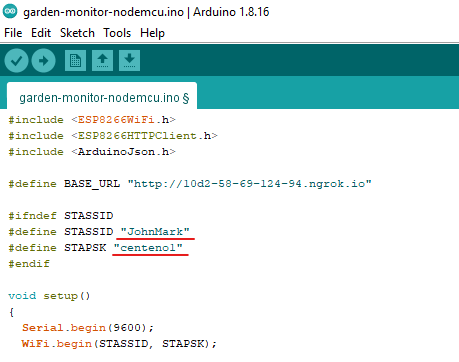 garden-monitor-nodemcu.ino | Arduino 1.8.16
File Edit Sketch Tools Help
garden-monitor-nodemcu.ino §
#include <ESP8266WiFi.h>
#include <ESP8266HTTPClient.h>
#include <ArduinoJson.h>
#define BASE_URL "http://10d2-58-69-124-94.ngrok.io"
#ifndef STASSID
#define STASSID "JohnMark"
#define STAPSK "centeno1"
#endif
void setup()
{
Serial.begin(9600);
WiFi.begin(STASSID, STAPSK);